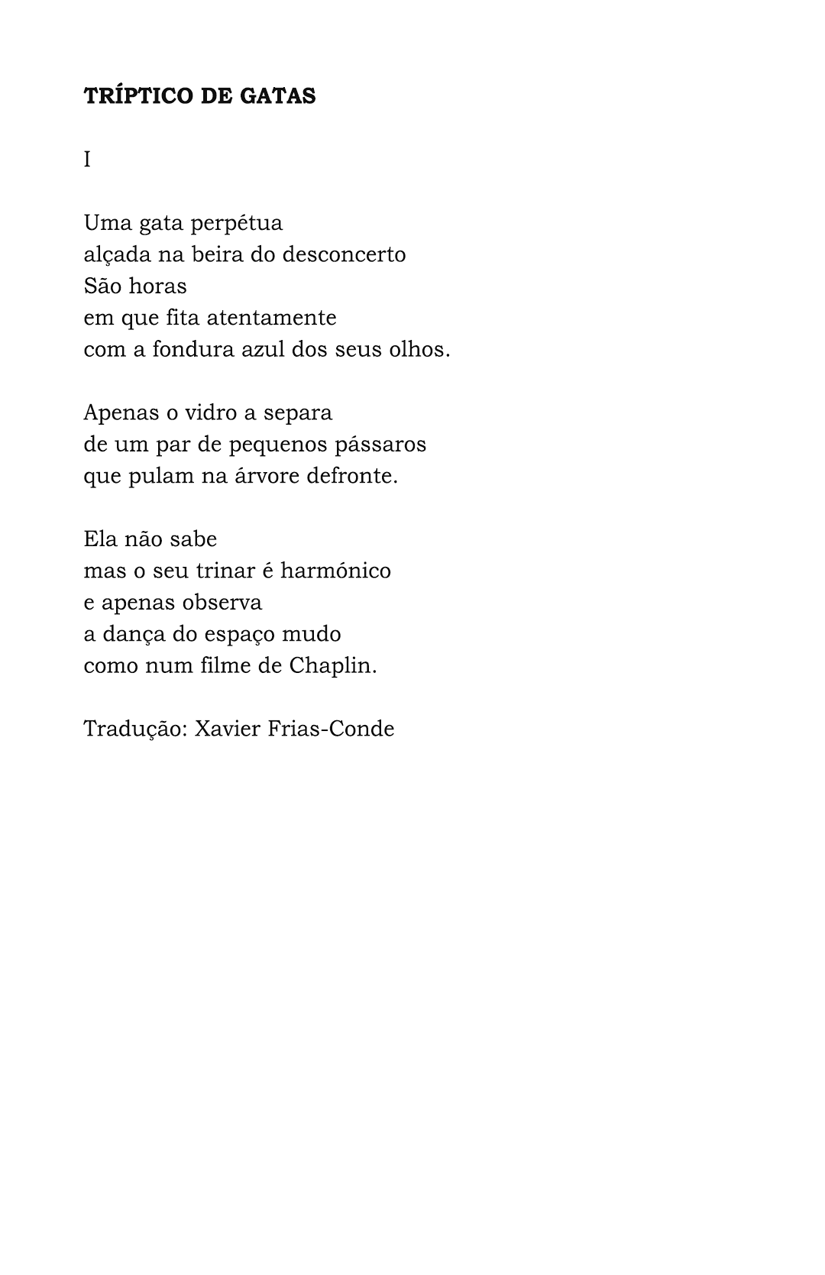 TRÍPTICO DE GATAS
I
Uma gata perpétua
alçada na beira do desconcerto
São horas
em que fita atentamente
com a fondura azul dos seus olhos.
Apenas o vidro a separa
de um par de pequenos pássaros
que pulam na árvore defronte.
Ela não sabe
mas o seu trinar é harmónico
e apenas observa
a dança do espaço mudo
como num filme de Chaplin.
Tradução: Xavier Frias-Conde